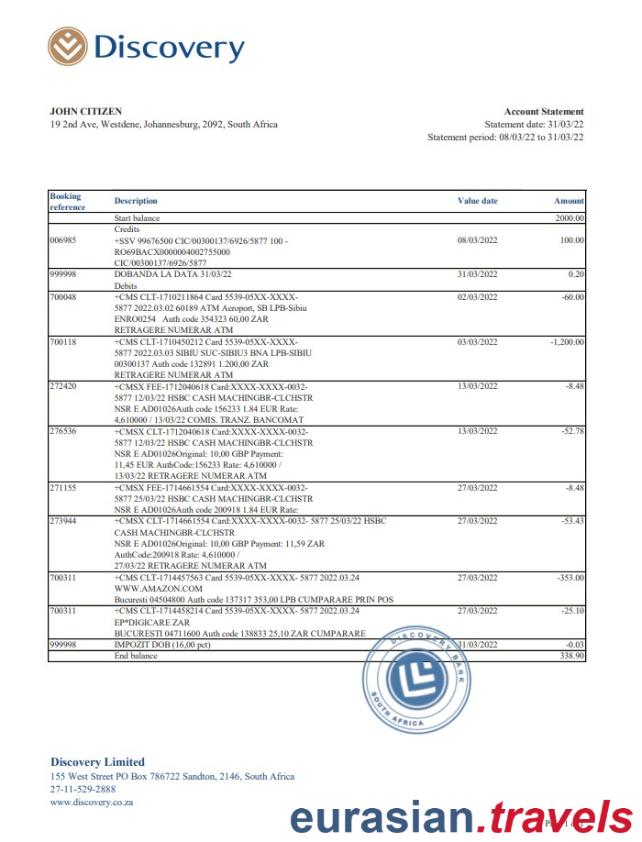 Discovery
JOHN CITIZEN
19 2nd Ave, Westdene, Johannesburg, 2092, South Africa
Account Statement
Statement date: 31/03/22
Statement period: 08/03/22 to 31/03/22
Booking reference Description Value date Amount
Start balance 2000.00
Credits
006985 +SSV 99676500 CIC/00300137/6926/5877 100 - 08/03/2022 100.00
RO69BACX0000004002755000
CIC/00300137/6926/5877
999998 DOBANDA LA DATA 31/03/22 31/03/2022 0.20
Debits
700048 +CMS CLT-1710211864 Card 5539-05XX-XXXX- 02/03/2022 -60.00
5877 2022.03.02 60189 ATM Aeroport, SB LPB-Sibiu
ENRO0254 Auth code 354323 60,00 ZAR
RETRAGERE NUMERAR ATM
700118 +CMS CLT-1710450212 Card 5539-05XX-XXXX- 03/03/2022 -1,200.00
5877 2022.03.03 SIBIU SUC-SIBIU3 BNA LPB-SIBIU
00300137 Auth code 132891 1.200,00 ZAR
RETRAGERE NUMERAR ATM
272420 +CMSX FEE-1712040618 Card:XXXX-XXXX-0032- 13/03/2022 -8.48
5877 12/03/22 HSBC CASH MACHINGBR-CLCHSTR
NSR E AD01026Auth code 156233 1.84 EUR Rate:
4,610000 / 13/03/22 COMIS. TRANZ. BANCOMAT
276536 +CMSX CLT-1712040618 Card:XXXX-XXXX-0032- 13/03/2022 -52.78
5877 12/03/22 HSBC CASH MACHINGBR-CLCHSTR
NSR E AD01026Original: 10,00 GBP Payment:
11,45 EUR AuthCode:156233 Rate: 4,610000 /
13/03/22 RETRAGERE NUMERAR ATM
271155 +CMSX FEE-1714661554 Card:XXXX-XXXX-0032- 27/03/2022 -8.48
5877 25/03/22 HSBC CASH MACHINGBR-CLCHSTR
NSR E AD01026Auth code 200918 1.84 EUR Rate:
273944 +CMSX CLT-1714661554 Card:XXXX-XXXX-0032- 5877 25/03/22 HSBC 27/03/2022 -53.43
CASH MACHINGBR-CLCHSTR
NSR E AD01026Original: 10,00 GBP Payment: 11,59 ZAR
AuthCode:200918 Rate: 4,610000 /
27/03/22 RETRAGERE NUMERAR ATM
700311 +CMS CLT-1714457563 Card 5539-05XX-XXXX- 5877 2022.03.24 27/03/2022 -353.00
WWW.AMAZON.COM
Bucuresti 04504800 Auth code 137317 353,00 LPB CUMPARARE PRIN POS
700311 +CMS CLT-1714458214 Card 5539-05XX-XXXX- 5877 2022.03.24 27/03/2022 -25.10
EP*DIGICARE ZAR
BUCURESTI 04711600 Auth code 138833 25,10 ZAR CUMPARARE
999998 IMPOZIT DOB (16,00 pct) 31/03/2022 -0.03
End balance 338.90
DISCOVERY BANK
SOUTH AFRICA
Discovery Limited
155 West Street PO Box 786722 Sandton, 2146, South Africa
27-11-529-2888
www.discovery.co.za
eurasian.travels